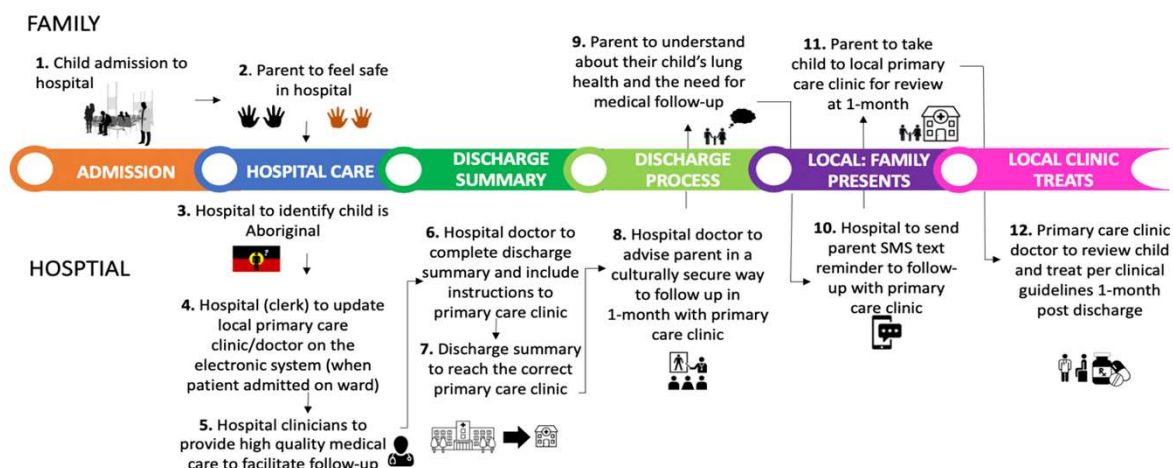 FAMILY
1. Child admission to
hospital
2. Parent to feel safe
in hospital
9. Parent to understand
about their child's lung
health and the need for
medical follow-up
11. Parent to take
child to local primary
care clinic for review
at 1-month
ADMISSION
HOSPITAL CARE
DISCHARGE
SUMMARY
DISCHARGE
PROCESS
LOCAL: FAMILY
PRESENTS
LOCAL CLINIC
TREATS
3. Hospital to identify child is
Aboriginal
HOSPTIAL
4. Hospital (clerk) to update
local primary care
clinic/doctor on the
electronic system (when
patient admitted on ward)
5. Hospital clinicians to
provide high quality medical
care to facilitate follow-up
6. Hospital doctor to
complete discharge
summary and include
instructions to
primary care clinic
7. Discharge summary
to reach the correct
primary care clinic
8. Hospital doctor to
advise parent in a
culturally secure way
to follow up in
1-month with primary
care clinic
10. Hospital to send
parent SMS text
reminder to follow-
up with primary care
clinic
12. Primary care clinic
doctor to review child
and treat per clinical
guidelines 1-month
post discharge